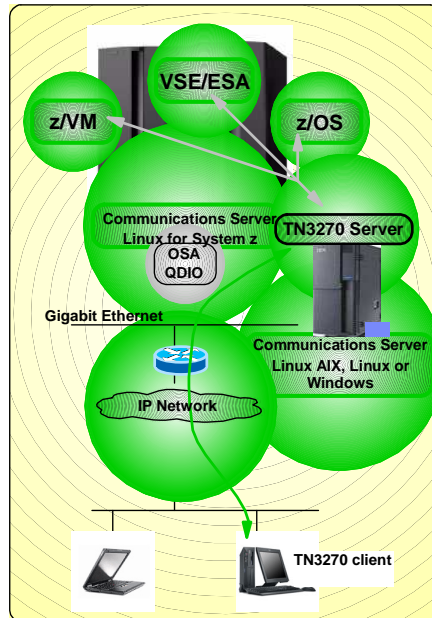 VSE/ESA
z/VM
z/OS
Communications Server
Linux for System z
TN3270 Server
OSA
QDIO
Gigabit Ethernet
Communications Server
Linux AIX, Linux or
Windows
IP Network
TN3270 client